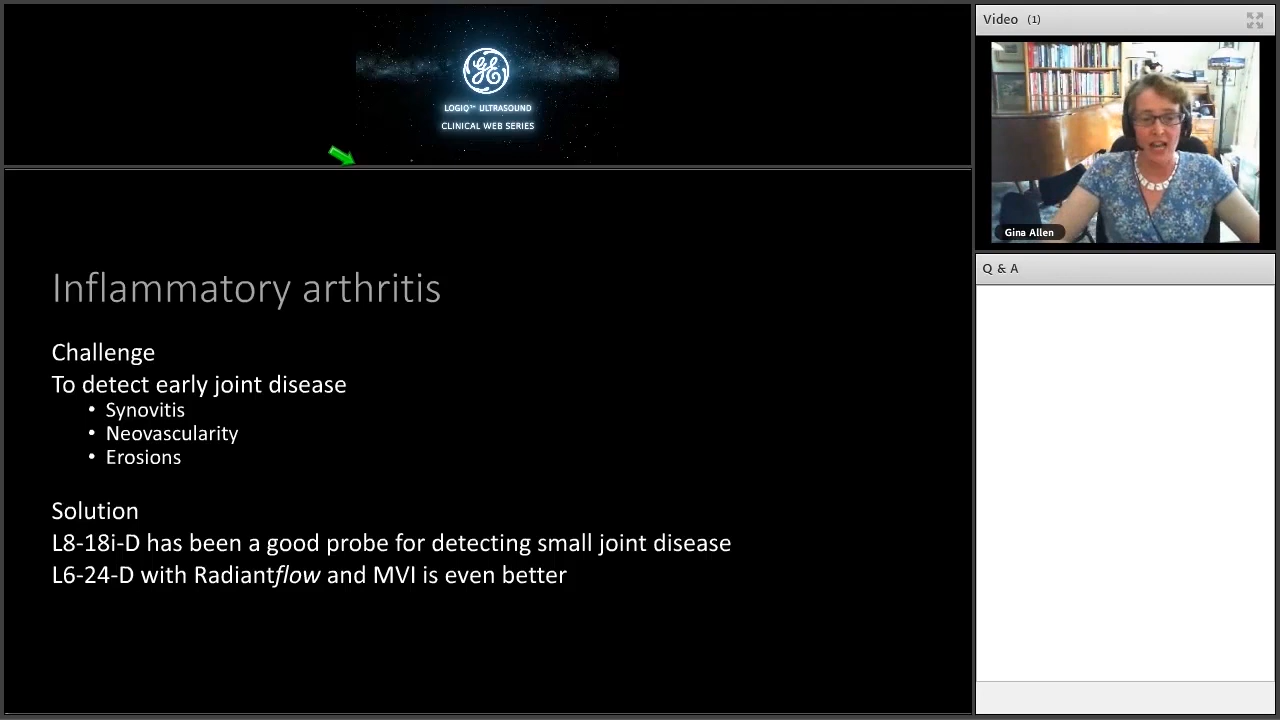 LOGIQ™ ULTRASOUND
CLINICAL WEB SERIES
Video (1)
Gina Allen
Q & A
Inflammatory arthritis
Challenge
To detect early joint disease
• Synovitis
• Neovascularity
• Erosions
Solution
L8-18i-D has been a good probe for detecting small joint disease
L6-24-D with Radiantflow and MVI is even better